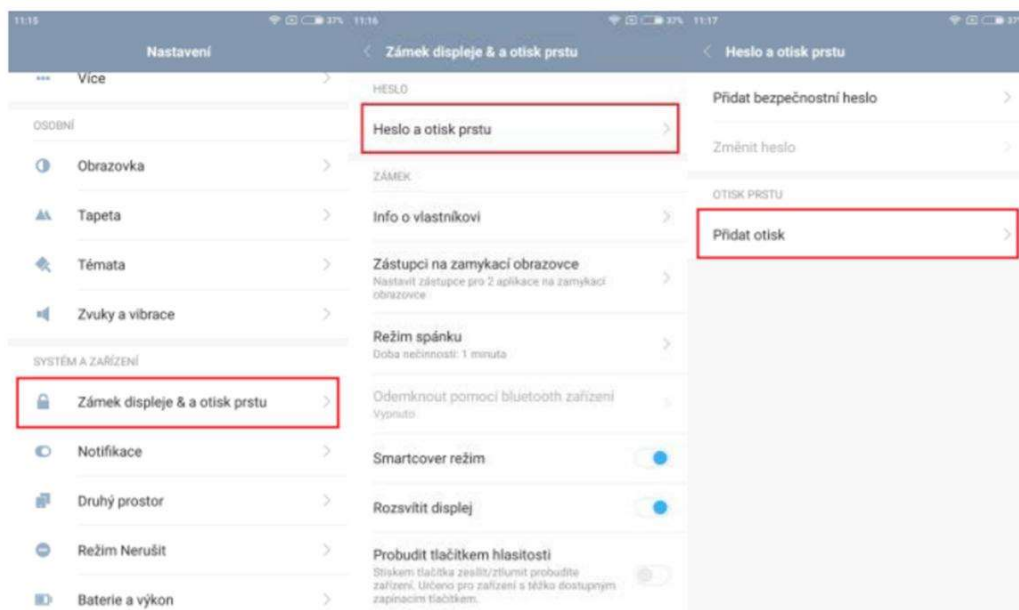 11:15
37%
Nastavení
Více
OSOBNÍ
Obrazovka
Tapeta
Témata
Zvuky a vibrace
SYSTÉM A ZAŘÍZENÍ
Zámek displeje & a otisk prstu
Notifikace
Druhý prostor
Režim Nerušit
Baterie a výkon
11:16
37%
Zámek displeje & a otisk prstu
HESLO
Heslo a otisk prstu
ZÁMEK
Info o vlastníkovi
Zástupci na zamykací obrazovce
Nastavit zástupce pro 2 aplikace na zamykací
obrazovce
Režim spánku
Doba nečinnosti: 1 minuta
Odemknout pomocí bluetooth zařízení
Vypnuto
Smartcover režim
Rozsvítit displej
Probudit tlačítkem hlasitosti
Stiskem tlačítka zesílit/ztlumit probudíte
zařízení. Určeno pro zařízení s těžko dostupným
zapínacím tlačítkem.
11:17
37
Heslo a otisk prstu
Přidat bezpečnostní heslo
Změnit heslo
OTISK PRSTU
Přidat otisk